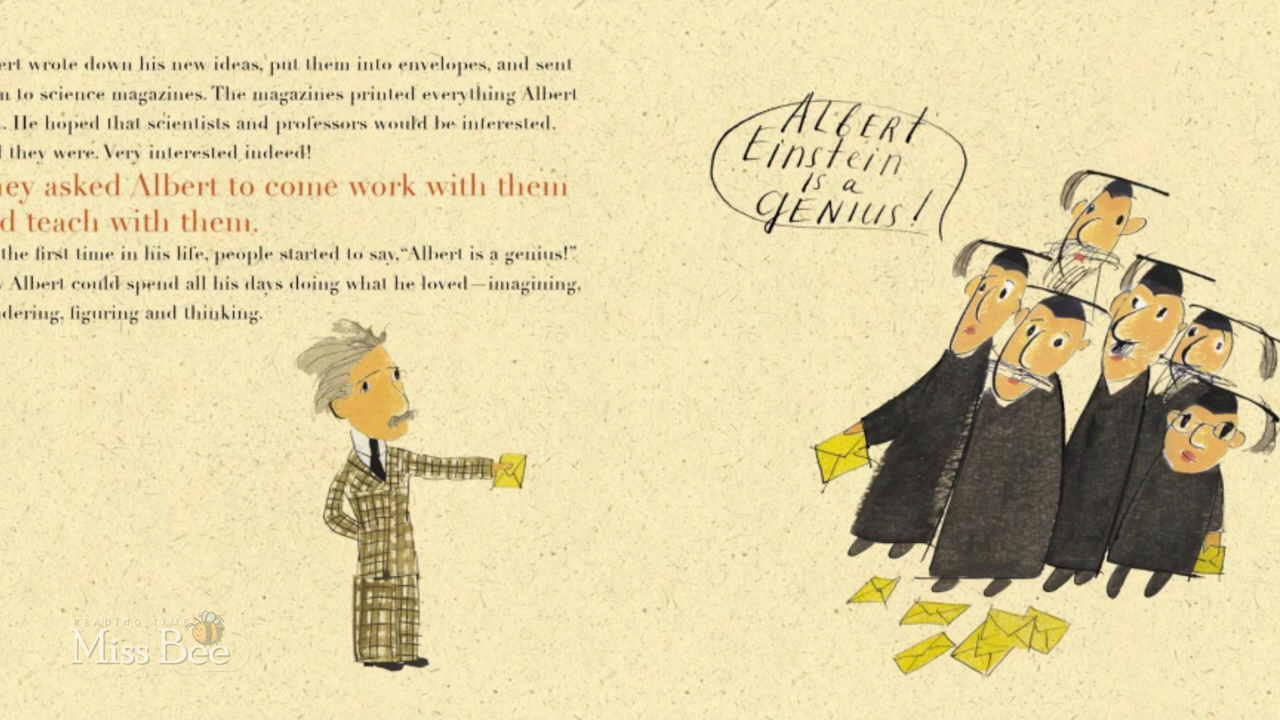 ert wrote down his new ideas, put them into envelopes, and sent
m to science magazines. The magazines printed everything Albert
. He hoped that scientists and professors would be interested.
l they were. Very interested indeed!
hey asked Albert to come work with them
d teach with them.
the first time in his life, people started to say, “Albert is a genius!”
Albert could spend all his days doing what he loved—imagining,
dering, figuring and thinking.
ALBERT
Einstein
is a
GENIUS!
READING TIME
Miss Bee